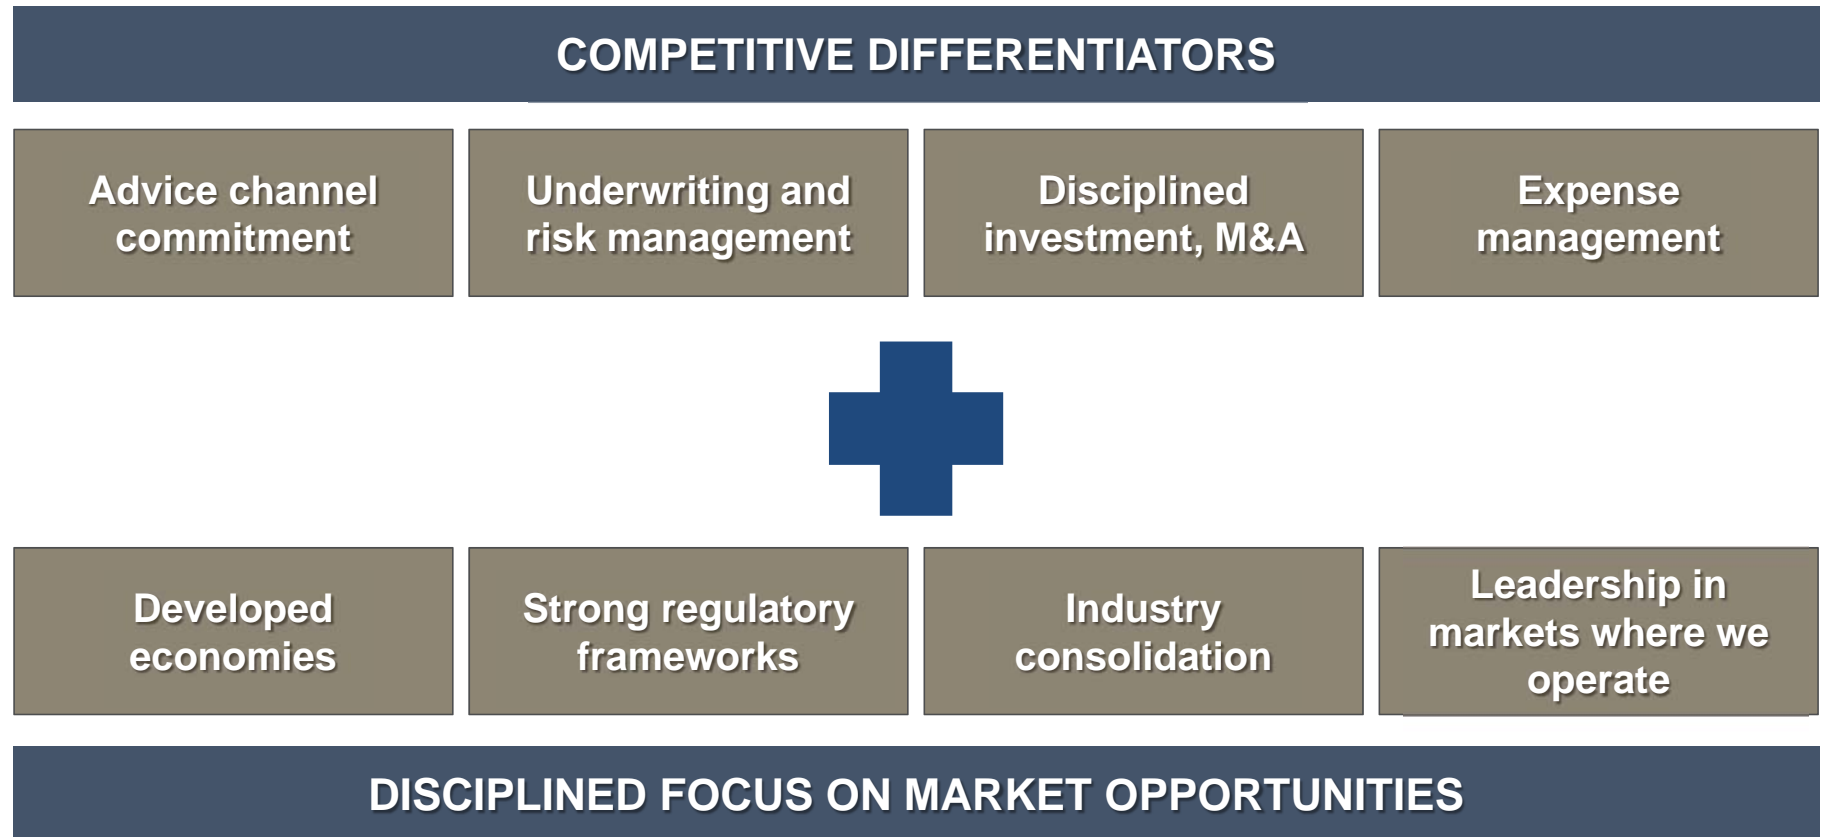 COMPETITIVE DIFFERENTIATORS
Advice channel
commitment
Underwriting and
risk management
Disciplined
investment, M&A
Expense
management
Developed
economies
Strong regulatory
frameworks
Industry
consolidation
Leadership in
markets where we
operate
DISCIPLINED FOCUS ON MARKET OPPORTUNITIES